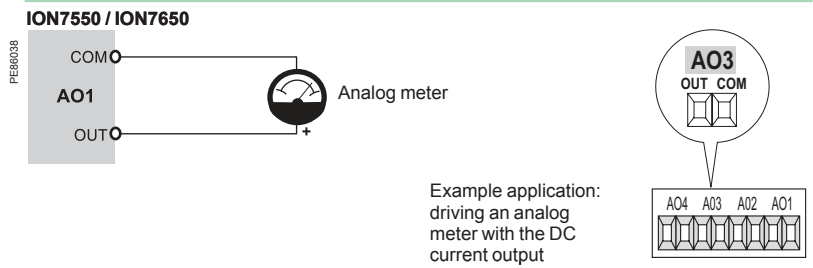 ION7550 / ION7650
PE86038
COM
AO1
OUT
+
Analog meter
AO3
OUT COM
Example application:
driving an analog
meter with the DC
current output
AO4 A03 A02 AO1